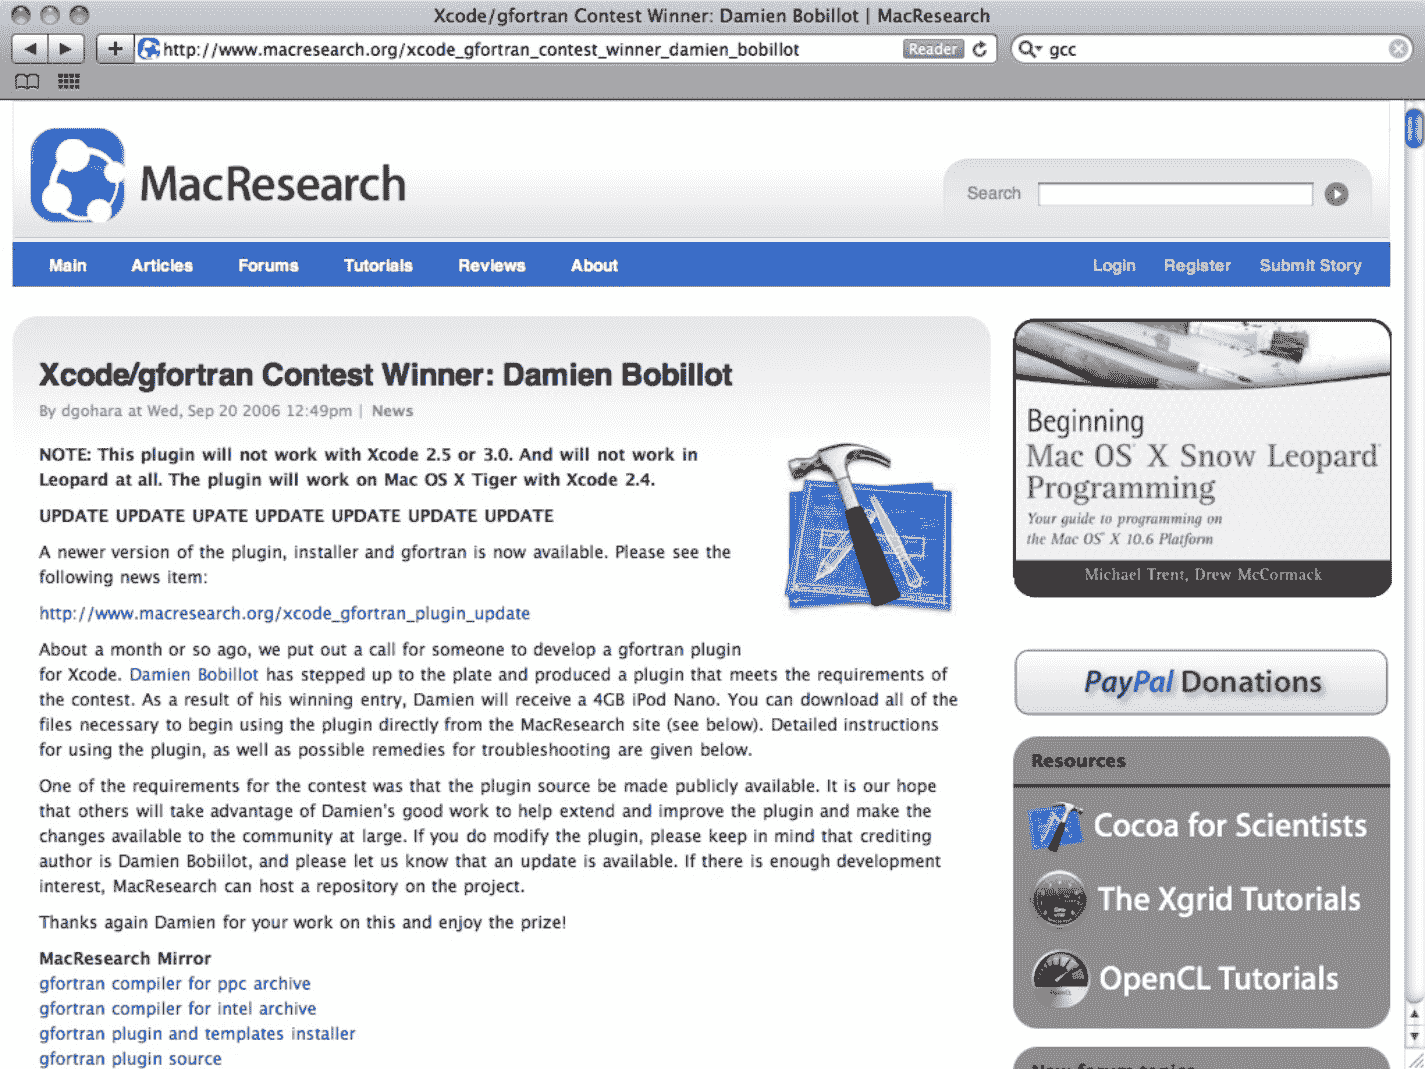 Xcode/gfortran Contest Winner: Damien Bobillot | MacResearch
http://www.macresearch.org/xcode_gfortran_contest_winner_damien_bobillot
Reader
gcc
MacResearch
Search
Main Articles Forums Tutorials Reviews About Login Register Submit Story
Xcode/gfortran Contest Winner: Damien Bobillot
By dgohara at Wed, Sep 20 2006 12:49pm | News
NOTE: This plugin will not work with Xcode 2.5 or 3.0. And will not work in
Leopard at all. The plugin will work on Mac OS X Tiger with Xcode 2.4.
UPDATE UPDATE UPATE UPDATE UPDATE UPDATE UPDATE
A newer version of the plugin, installer and gfortran is now available. Please see the
following news item:
http://www.macresearch.org/xcode_gfortran_plugin_update
About a month or so ago, we put out a call for someone to develop a gfortran plugin
for Xcode. Damien Bobillot has stepped up to the plate and produced a plugin that meets the requirements of
the contest. As a result of his winning entry, Damien will receive a 4GB iPod Nano. You can download all of the
files necessary to begin using the plugin directly from the MacResearch site (see below). Detailed instructions
for using the plugin, as well as possible remedies for troubleshooting are given below.
One of the requirements for the contest was that the plugin source be made publicly available. It is our hope
that others will take advantage of Damien's good work to help extend and improve the plugin and make the
changes available to the community at large. If you do modify the plugin, please keep in mind that crediting
author is Damien Bobillot, and please let us know that an update is available. If there is enough development
interest, MacResearch can host a repository on the project.
Thanks again Damien for your work on this and enjoy the prize!
MacResearch Mirror
gfortran compiler for ppc archive
gfortran compiler for intel archive
gfortran plugin and templates installer
gfortran plugin source
Beginning
Mac OS X Snow Leopard
Programming
Your guide to programming on
the Mac OS X 10.6 Platform
Michael Trent, Drew McCormack
PayPal Donations
Resources
Cocoa for Scientists
The Xgrid Tutorials
OpenCL Tutorials
New forum topics